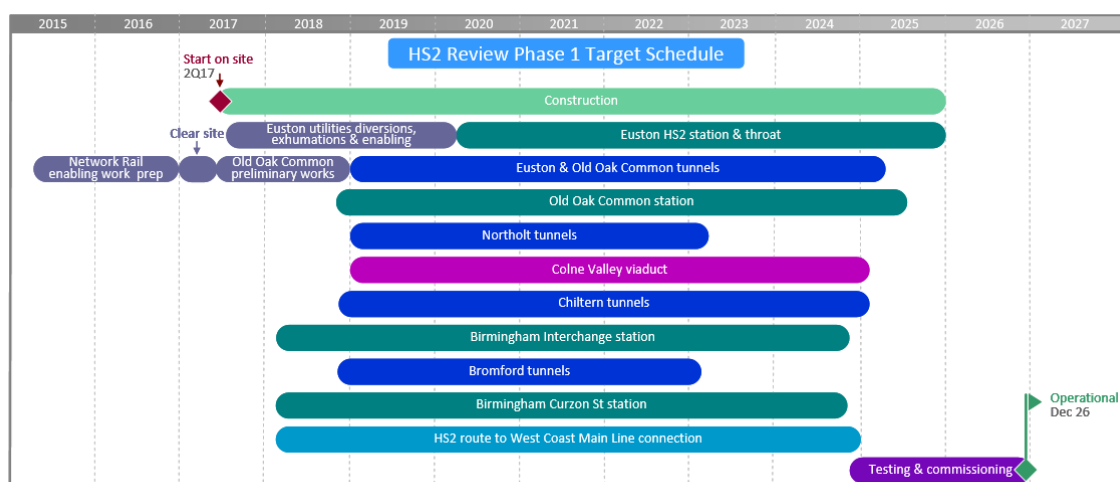 2015 2016 2017 2018 2019 2020 2021 2022 2023 2024 2025 2026 2027
HS2 Review Phase 1 Target Schedule
Start on site
2Q17
Construction
Clear site
Euston utilities diversions,
exhumations & enabling
Euston HS2 station & throat
Network Rail
enabling work prep
Old Oak Common
preliminary works
Euston & Old Oak Common tunnels
Old Oak Common station
Northolt tunnels
Colne Valley viaduct
Chiltern tunnels
Birmingham Interchange station
Bromford tunnels
Birmingham Curzon St station
Operational
Dec 26
HS2 route to West Coast Main Line connection
Testing & commissioning